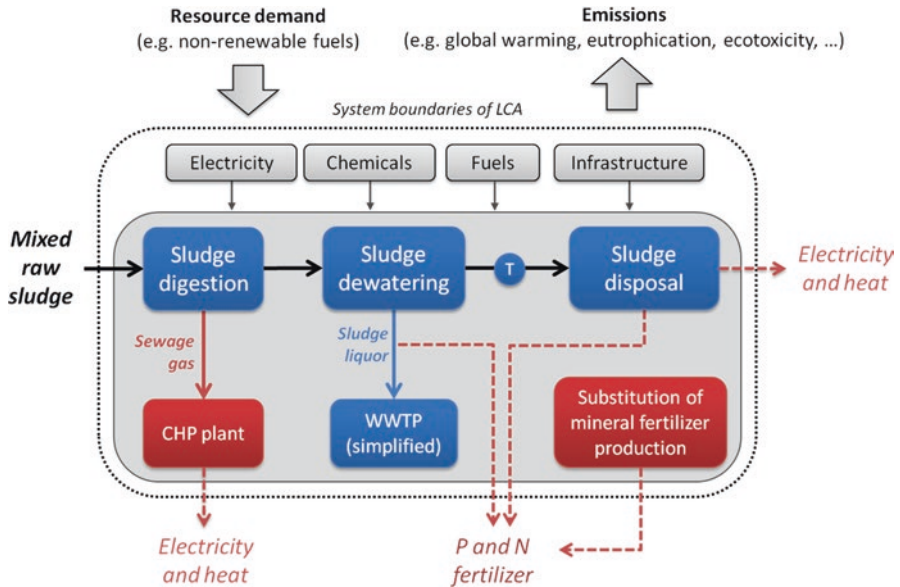 Resource demand
(e.g. non-renewable fuels)
Emissions
(e.g. global warming, eutrophication, ecotoxicity, …)
System boundaries of LCA
Electricity
Chemicals
Fuels
Infrastructure
Mixed
raw
sludge
Sludge
digestion
Sludge
dewatering
T
Sludge
disposal
Electricity
and heat
Sewage
gas
Sludge
liquor
CHP plant
WWTP
(simplified)
Substitution of
mineral fertilizer
production
Electricity
and heat
P and N
fertilizer